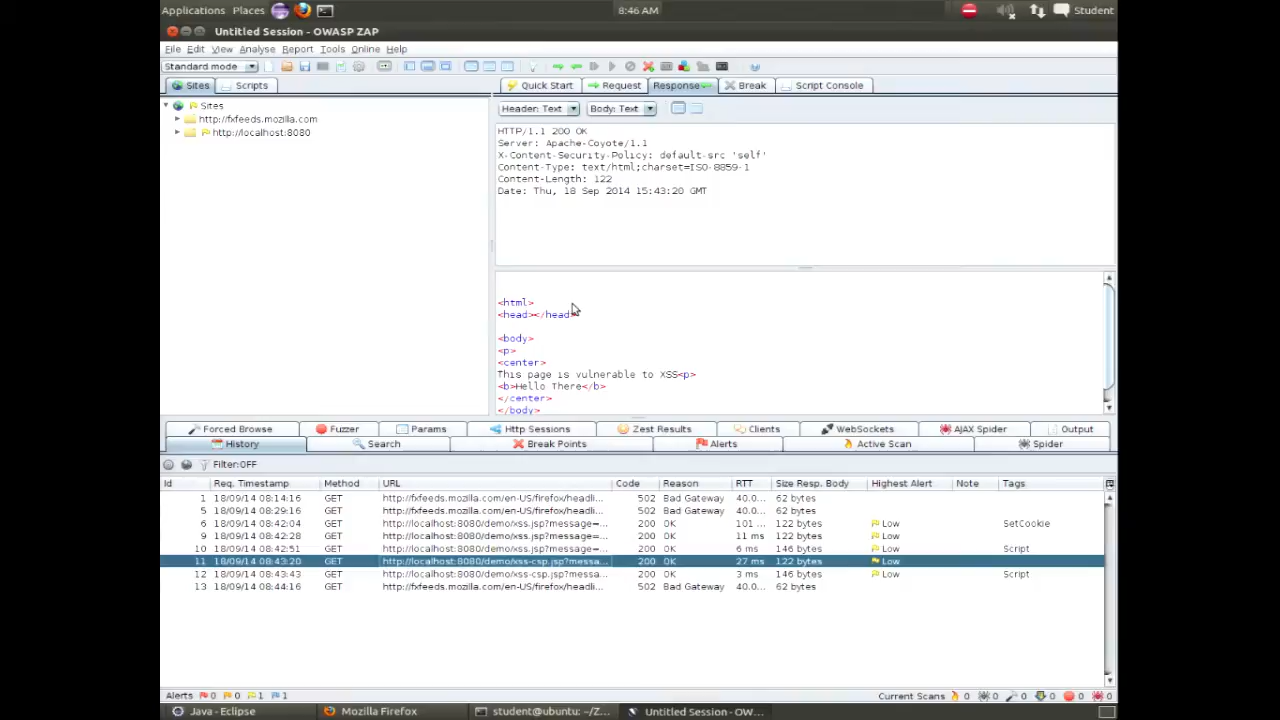 Applications Places 8:46 AM Student
Untitled Session - OWASP ZAP
File Edit View Analyse Report Tools Online Help
Standard mode
Sites Scripts Quick Start Request Response Break Script Console
Header: Text Body: Text
Sites
http://fxfeeds.mozilla.com
http://localhost:8080
HTTP/1.1 200 OK
Server: Apache-Coyote/1.1
X-Content-Security-Policy: default-src 'self'
Content-Type: text/html;charset=ISO-8859-1
Content-Length: 122
Date: Thu, 18 Sep 2014 15:43:20 GMT
<html>
<head></head>
<body>
<p>
<center>
This page is vulnerable to XSS<p>
<b>Hello There</b>
</center>
</body>
Forced Browse Fuzzer Params Http Sessions Zest Results Clients WebSockets AJAX Spider Output
History Search Break Points Alerts Active Scan Spider
Filter:OFF
Id Req. Timestamp Method URL Code Reason RTT Size Resp. Body Highest Alert Note Tags
1 18/09/14 08:14:16 GET http://fxfeeds.mozilla.com/en-US/firefox/headli... 502 Bad Gateway 40.0... 62 bytes
5 18/09/14 08:29:16 GET http://fxfeeds.mozilla.com/en-US/firefox/headli... 502 Bad Gateway 40.0... 62 bytes
6 18/09/14 08:42:04 GET http://localhost:8080/demo/xss.jsp?message=... 200 OK 101 ... 122 bytes Low SetCookie
9 18/09/14 08:42:28 GET http://localhost:8080/demo/xss.jsp?message=... 200 OK 11 ms 122 bytes Low
10 18/09/14 08:42:51 GET http://localhost:8080/demo/xss.jsp?message=... 200 OK 6 ms 146 bytes Low Script
11 18/09/14 08:43:20 GET http://localhost:8080/demo/xss-csp.jsp?messa... 200 OK 27 ms 122 bytes Low
12 18/09/14 08:43:43 GET http://localhost:8080/demo/xss-csp.jsp?messa... 200 OK 3 ms 146 bytes Low Script
13 18/09/14 08:44:16 GET http://fxfeeds.mozilla.com/en-US/firefox/headli... 502 Bad Gateway 40.0... 62 bytes
Alerts 0 0 1 1 Current Scans 0 0 0 0 0 0
Java - Eclipse Mozilla Firefox student@ubuntu: ~/Z... Untitled Session - OW...